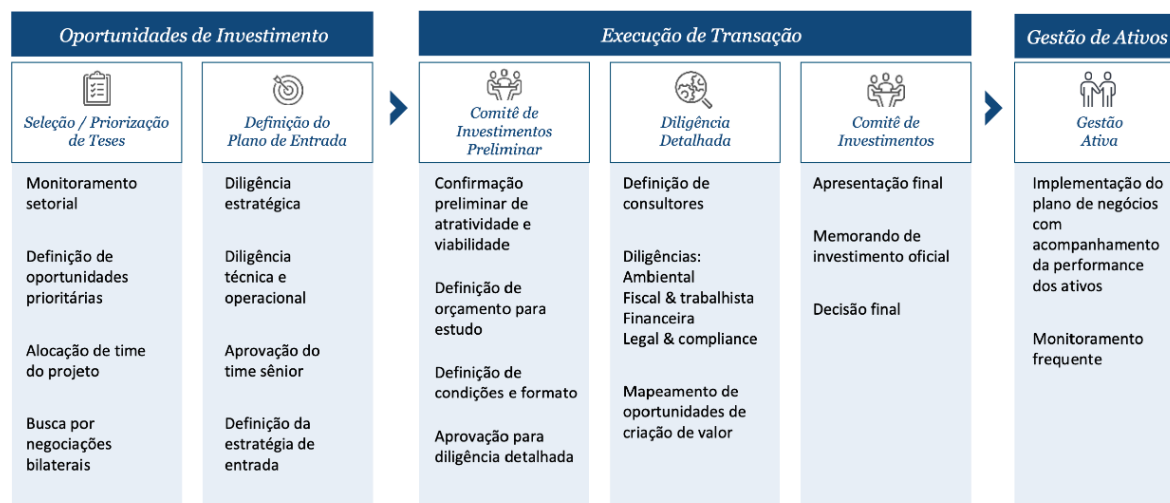 Oportunidades de Investimento
Seleção / Priorização
de Teses
Monitoramento
setorial
Definição de
oportunidades
prioritárias
Alocação de time
do projeto
Busca por
negociações
bilaterais
Definição do
Plano de Entrada
Diligência
estratégica
Diligência
técnica e
operacional
Aprovação do
time sênior
Definição da
estratégia de
entrada
Execução de Transação
Comitê de
Investimentos
Preliminar
Confirmação
preliminar de
atratividade e
viabilidade
Definição de
orçamento para
estudo
Definição de
condições e formato
Aprovação para
diligência detalhada
Diligência
Detalhada
Definição de
consultores
Diligências:
Ambiental
Fiscal & trabalhista
Financeira
Legal & compliance
Mapeamento de
oportunidades de
criação de valor
Comitê de
Investimentos
Apresentação final
Memorando de
investimento oficial
Decisão final
Gestão de Ativos
Gestão
Ativa
Implementação do
plano de negócios
com
acompanhamento
da performance
dos ativos
Monitoramento
frequente